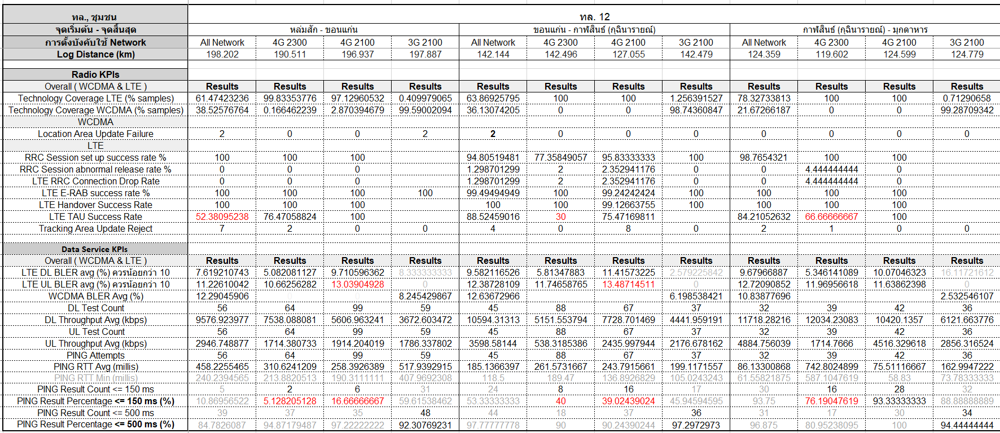 ทล., ชุมชน ทล. 12
จุดเริ่มต้น - จุดสิ้นสุด หล่มสัก - ขอนแก่น ขอนแก่น - กาฬสินธุ์ (กุฉินารายณ์) กาฬสินธุ์ (กุฉินารายณ์) - มุกดาหาร
การตั้งบังคับใช้ Network All Network 4G 2300 4G 2100 3G 2100 All Network 4G 2300 4G 2100 3G 2100 All Network 4G 2300 4G 2100 3G 2100
Log Distance (km) 198.202 190.511 196.937 197.887 142.144 142.496 127.055 142.479 124.359 119.602 124.599 124.779
Radio KPIs
Overall ( WCDMA & LTE ) Results Results Results Results Results Results Results Results Results Results Results Results
Technology Coverage LTE (% samples) 61.47423236 99.83353776 97.12960532 0.409979065 63.86925795 100 100 1.256391527 78.32733813 100 100 0.71290658
Technology Coverage WCDMA (% samples) 38.52576764 0.166462239 2.870394679 99.59002094 36.13074205 0 0 98.74360847 21.67266187 0 0 99.28709342
WCDMA
Location Area Update Failure 2 0 0 2 2 0 0 0 0 0 0 0
LTE
RRC Session set up success rate % 100 100 100 94.80519481 77.35849057 95.83333333 100 98.7654321 100 100
RRC Session abnormal release rate % 0 0 0 1.298701299 2 2.352941176 0 4.444444444 0
LTE RRC Connection Drop Rate 0 0 0 1.298701299 2 2.352941176 0 4.444444444 0
LTE E-RAB success rate % 100 100 100 100 99.49494949 100 99.24242424 100 100 100 100
LTE Handover Success Rate 100 100 100 100 100 99.12663755 100 100 100 100
LTE TAU Success Rate 52.38095238 76.47058824 100 88.52459016 30 75.47169811 84.21052632 66.66666667 100
Tracking Area Update Reject 7 2 0 0 4 0 8 0 2 1 0 0
Data Service KPIs
Overall ( WCDMA & LTE ) Results Results Results Results Results Results Results Results Results Results Results Results
LTE DL BLER avg (%) ควรน้อยกว่า 10 7.619210743 5.082081127 9.710596362 8.333333333 9.582116526 5.81347883 11.41573225 2.579225842 9.67966887 5.346141089 10.07046323 16.11721612
LTE UL BLER avg (%) ควรน้อยกว่า 10 11.22610042 10.66256282 13.03904928 0 12.38728109 11.74658765 13.48714511 0 12.72090852 11.96956618 11.63862398 0
WCDMA BLER Avg (%) 12.29045906 0 0 8.245429867 12.63672966 6.198538421 10.83877696 2.532546107
DL Test Count 56 64 99 59 45 88 67 37 32 39 42 36
DL Throughput Avg (kbps) 9576.923977 7538.088081 5606.963241 3672.603472 10594.31313 5151.553794 7728.701469 4441.959191 11718.28216 12034.23083 10420.1357 6121.663776
UL Test Count 56 64 99 59 45 88 67 37 32 39 42 36
UL Throughput Avg (kbps) 2946.748877 1714.380733 1914.204019 1786.337802 3598.58144 538.3185386 2435.997944 2176.678162 4884.756039 1714.7666 4516.329618 2856.316524
PING Attempts 56 64 99 59 45 88 67 37 32 39 42 36
PING RTT Avg (millis) 458.2255465 310.6241209 258.3926389 517.9392915 185.1366397 261.5731667 243.7915661 199.1171557 86.13300868 742.8024899 75.51116667 162.9947222
PING RTT Min (millis) 240.2394565 213.8820513 190.3111111 407.9692308 118.5 189.47 136.8926829 105.0243243 61.55821875 587.1047619 58.83 73.78333333
PING Result Count <= 150 ms 5 2 6 31 24 8 16 17 30 16 28 32
PING Result Percentage <= 150 ms (%) 10.86956522 5.128205128 16.66666667 59.61538462 53.33333333 40 39.02439024 45.94594595 93.75 76.19047619 93.33333333 88.88888889
PING Result Count <= 500 ms 39 37 35 48 44 18 37 36 31 17 30 34
PING Result Percentage <= 500 ms (%) 84.7826087 94.87179487 97.22222222 92.30769231 97.77777778 90 90.24390244 97.2972973 96.875 80.95238095 100 94.44444444